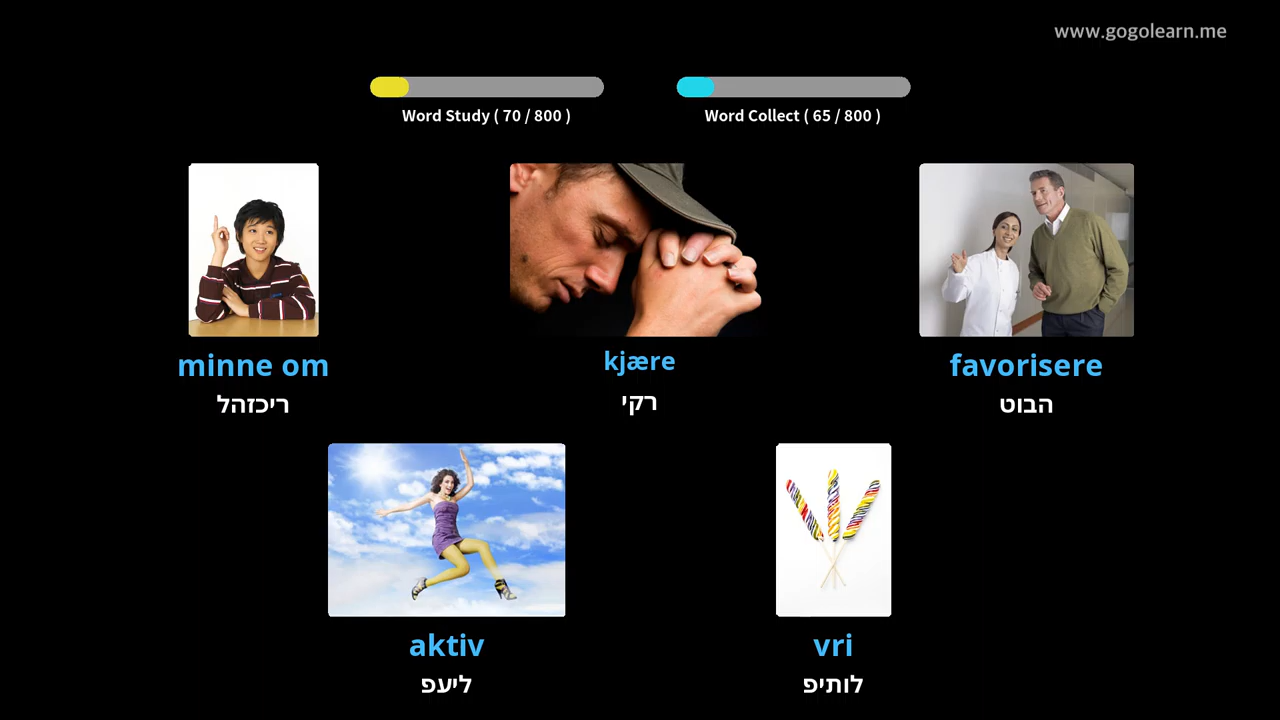 www.gogolearn.me
Word Study ( 70 / 800 )
Word Collect ( 65 / 800 )
minne om
ריכזהל
kjære
רקי
favorisere
הבוט
aktiv
ליעפ
vri
לותיפ